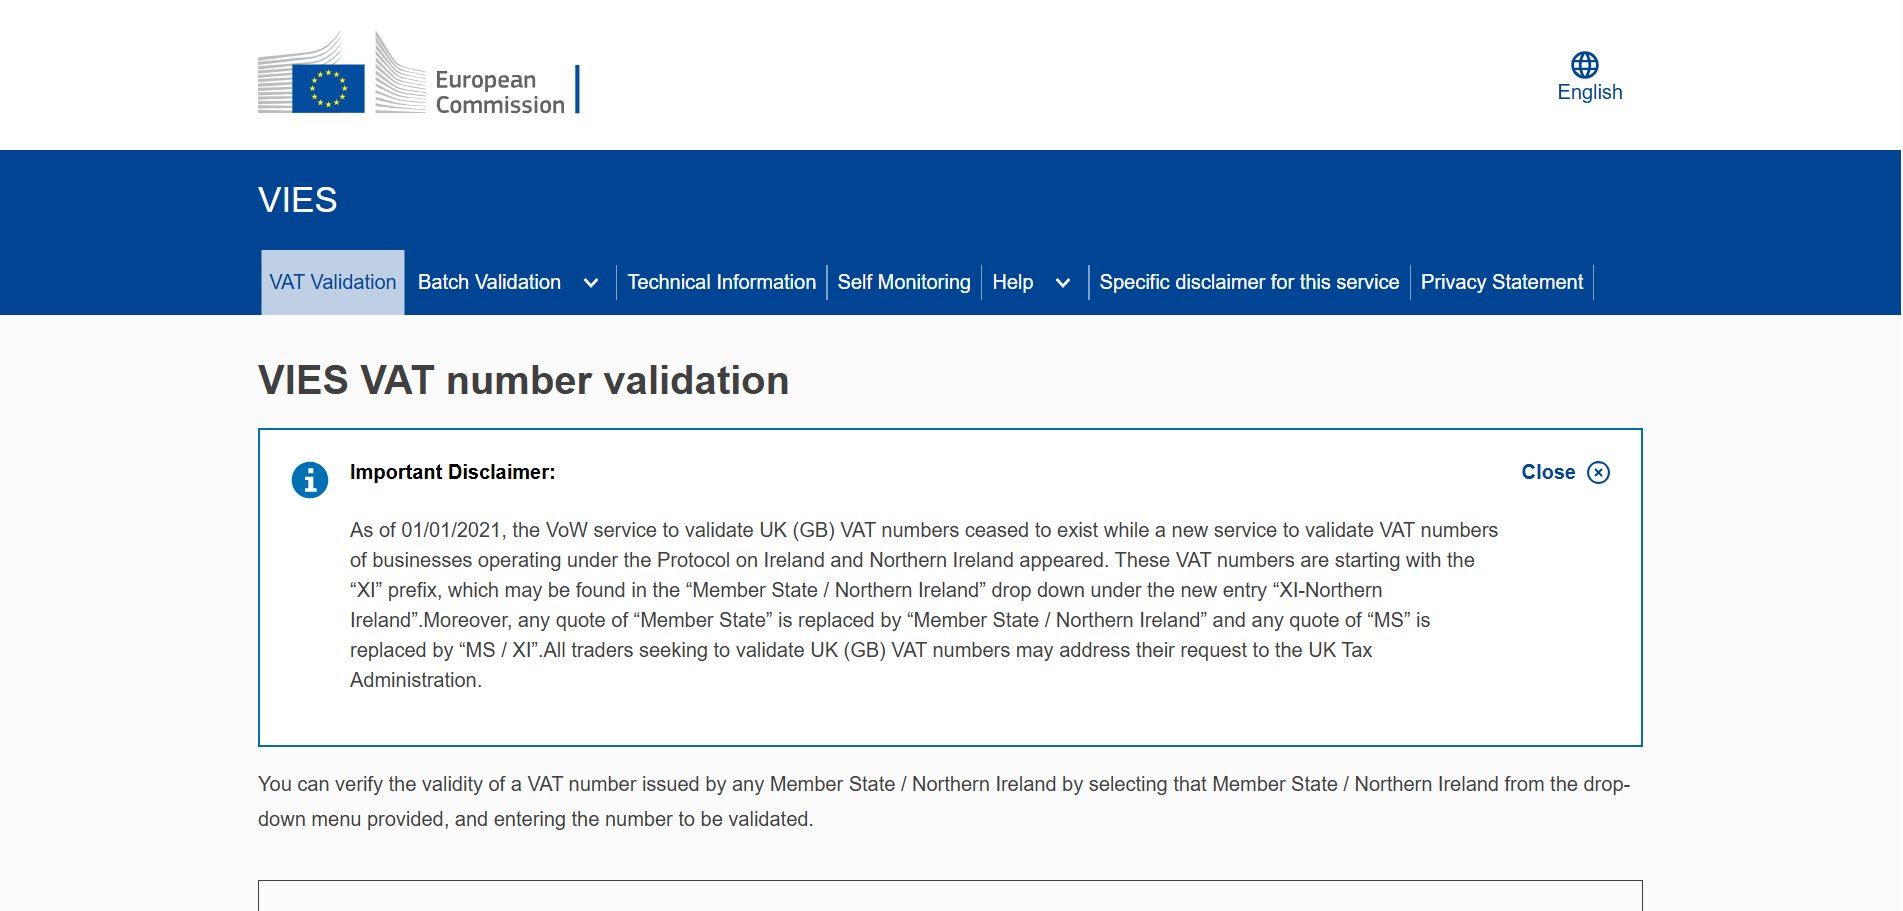 European
Commission
English
VIES
VAT Validation Batch Validation Technical Information Self Monitoring Help Specific disclaimer for this service Privacy Statement
VIES VAT number validation
Important Disclaimer:
Close
As of 01/01/2021, the VoW service to validate UK (GB) VAT numbers ceased to exist while a new service to validate VAT numbers
of businesses operating under the Protocol on Ireland and Northern Ireland appeared. These VAT numbers are starting with the
“XI” prefix, which may be found in the “Member State / Northern Ireland” drop down under the new entry “XI-Northern
Ireland”.Moreover, any quote of “Member State” is replaced by “Member State / Northern Ireland” and any quote of “MS” is
replaced by “MS / XI”.All traders seeking to validate UK (GB) VAT numbers may address their request to the UK Tax
Administration.
You can verify the validity of a VAT number issued by any Member State / Northern Ireland by selecting that Member State / Northern Ireland from the drop-
down menu provided, and entering the number to be validated.